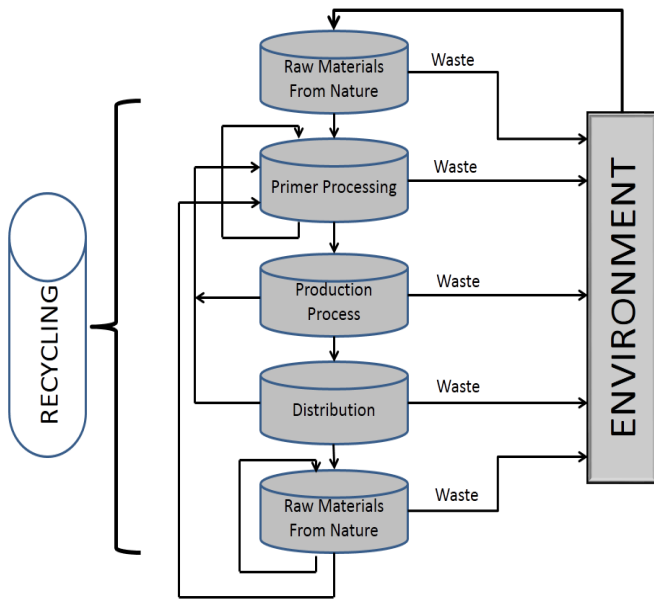 Raw Materials
From Nature
Waste
Primer Processing
Waste
Production
Process
Waste
Distribution
Waste
Raw Materials
From Nature
Waste
RECYCLING
ENVIRONMENT